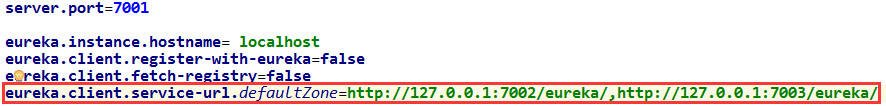 server.port=7001
eureka.instance.hostname= localhost
eureka.client.register-with-eureka=false
eureka.client.fetch-registry=false
eureka.client.service-url.defaultZone=http://127.0.0.1:7002/eureka/,http://127.0.0.1:7003/eureka/